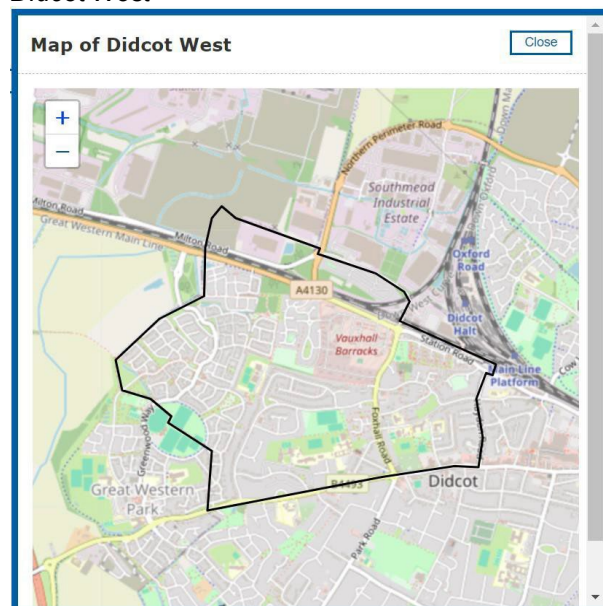 Didcot West
Map of Didcot West
Close
+
−
Northern Perimeter Road
Southmead
Industrial
Estate
Milton Road
Great Western Main Line
Milton Road
Oxford
Road
A4130
Didcot
Halt
Vauxhall
Barracks
Station Road
Main Line
Platform
Cow
Foxhall Road
Greenwood Way
Great Western
Park
B4493
Didcot
Park Road